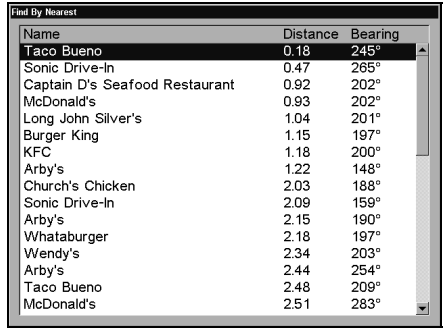 Find By Nearest
Name Distance Bearing
Taco Bueno 0.18 245°
Sonic Drive-In 0.47 265°
Captain D's Seafood Restaurant 0.92 202°
McDonald's 0.93 202°
Long John Silver's 1.04 201°
Burger King 1.15 197°
KFC 1.18 200°
Arby's 1.22 148°
Church's Chicken 2.03 188°
Sonic Drive-In 2.09 159°
Arby's 2.15 190°
Whataburger 2.18 197°
Wendy's 2.34 203°
Arby's 2.44 254°
Taco Bueno 2.48 209°
McDonald's 2.51 283°